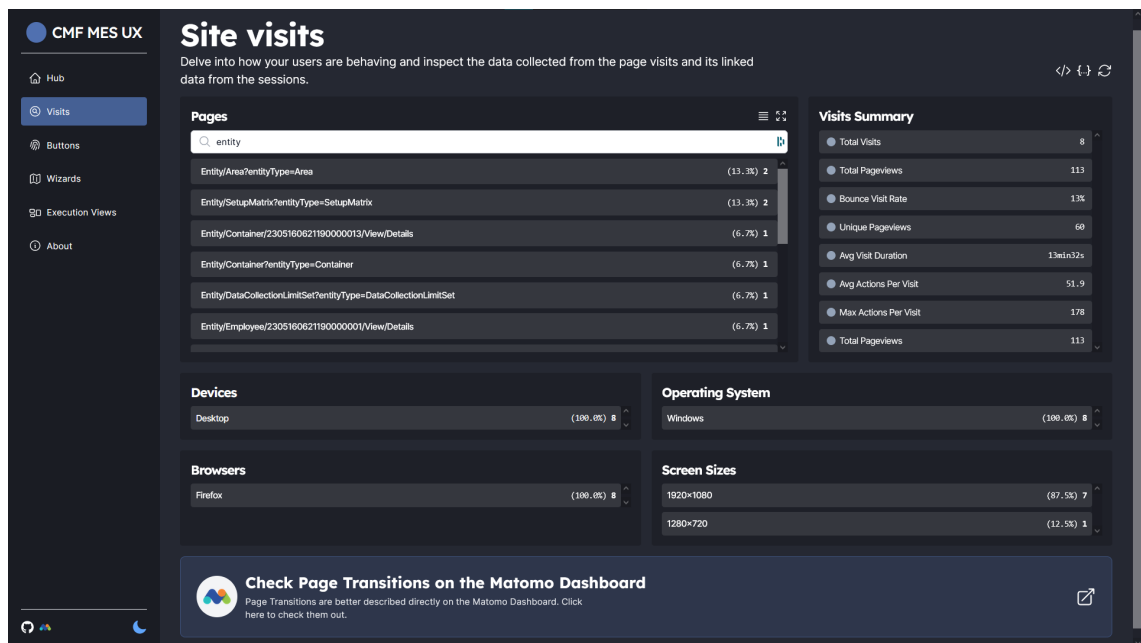 CMF MES UX
Hub
Visits
Buttons
Wizards
Execution Views
About
Site visits
Delve into how your users are behaving and inspect the data collected from the page visits and its linked
data from the sessions.
Pages
entity
Entity/Area?entityType=Area (13.3%) 2
Entity/SetupMatrix?entityType=SetupMatrix (13.3%) 2
Entity/Container/2305160621190000013/View/Details (6.7%) 1
Entity/Container?entityType=Container (6.7%) 1
Entity/DataCollectionLimitSet?entityType=DataCollectionLimitSet (6.7%) 1
Entity/Employee/2305160621190000001/View/Details (6.7%) 1
Visits Summary
Total Visits 8
Total Pageviews 113
Bounce Visit Rate 13%
Unique Pageviews 60
Avg Visit Duration 13min32s
Avg Actions Per Visit 51.9
Max Actions Per Visit 178
Total Pageviews 113
Devices
Desktop (100.0%) 8
Operating System
Windows (100.0%) 8
Browsers
Firefox (100.0%) 8
Screen Sizes
1920×1080 (87.5%) 7
1280×720 (12.5%) 1
Check Page Transitions on the Matomo Dashboard
Page Transitions are better described directly on the Matomo Dashboard. Click
here to check them out.